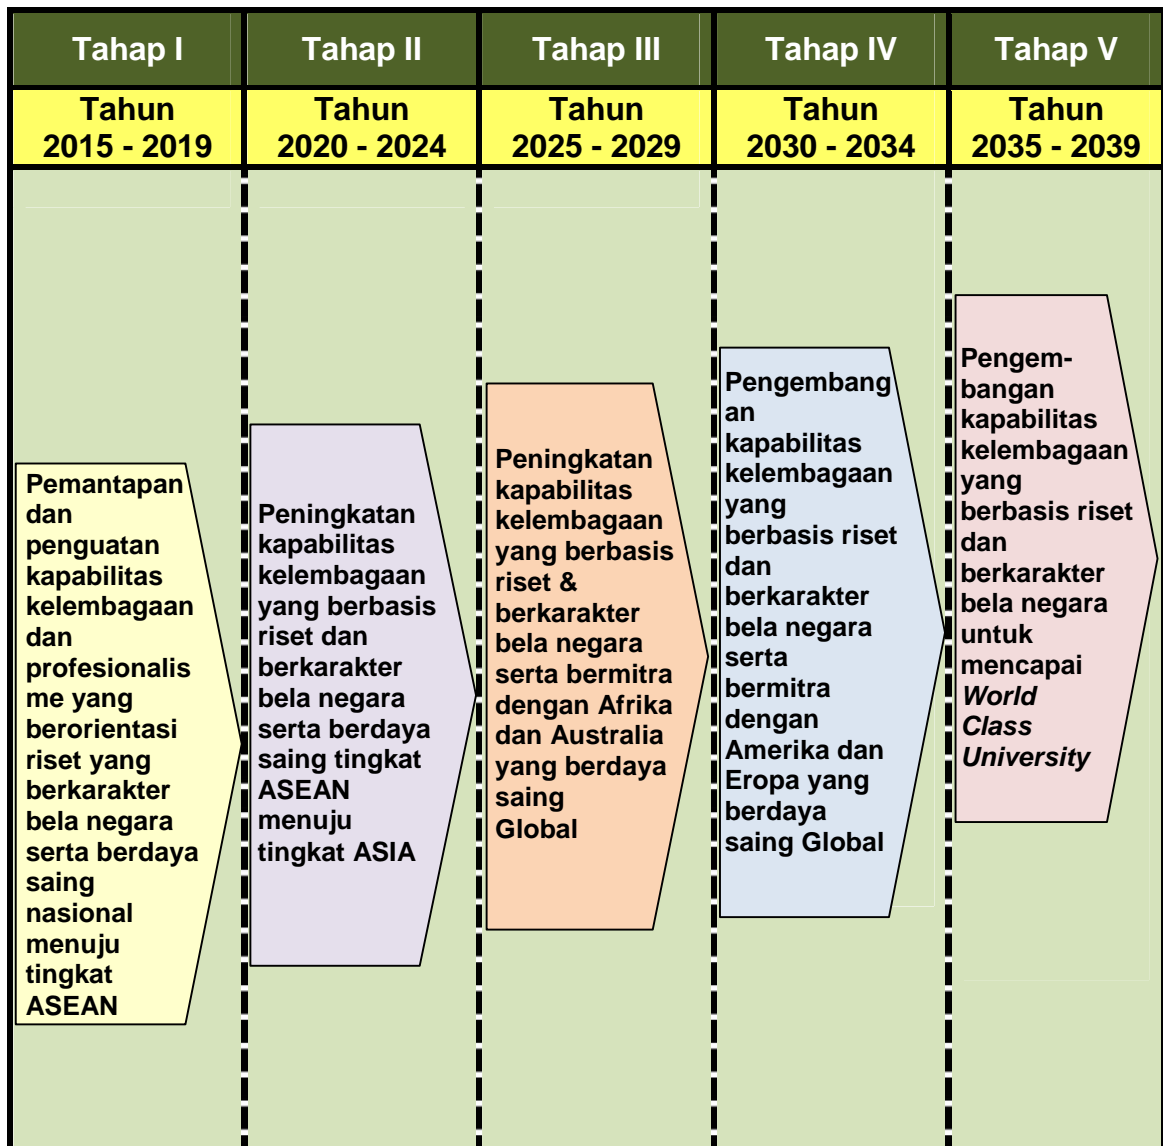 Tahap I
Tahap II
Tahap III
Tahap IV
Tahap V
Tahun
2015 - 2019
Tahun
2020 - 2024
Tahun
2025 - 2029
Tahun
2030 - 2034
Tahun
2035 - 2039
Pemantapan
dan
penguatan
kapabilitas
kelembagaan
dan
profesionalis
me yang
berorientasi
riset yang
berkarakter
bela negara
serta berdaya
saing
nasional
menuju
tingkat
ASEAN
Peningkatan
kapabilitas
kelembagaan
yang berbasis
riset dan
berkarakter
bela negara
serta berdaya
saing tingkat
ASEAN
menuju
tingkat ASIA
Peningkatan
kapabilitas
kelembagaan
yang berbasis
riset &
berkarakter
bela negara
serta bermitra
dengan Afrika
dan Australia
yang berdaya
saing
Global
Pengembang
an
kapabilitas
kelembagaan
yang
berbasis riset
dan
berkarakter
bela negara
serta
bermitra
dengan
Amerika dan
Eropa yang
berdaya
saing Global
Pengem-
bangan
kapabilitas
kelembagaan
yang
berbasis riset
dan
berkarakter
bela negara
untuk
mencapai
World
Class
University